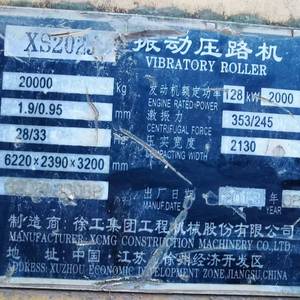 XS202J 振动压路机
VIBRATORY ROLLER
20000 kg 发动机额定功率 128 kW 2000
ENGINE RATED POWER
1.9/0.95 激振力 353/245
CENTRIFUGAL FORCE
28/33 压实宽度 2130
6220×2390×3200 mm
出厂日期
MANUF DATE
制造商:徐工集团工程机械股份有限公司
MANUFACTURER: XCMG CONSTRUCTION MACHINERY CO.,LTD
地址:中国 江苏 徐州经济开发区
ADDRESS: XUZHOU ECONOMIC DEVELOPMENT ZONE,JIANGSU,CHINA